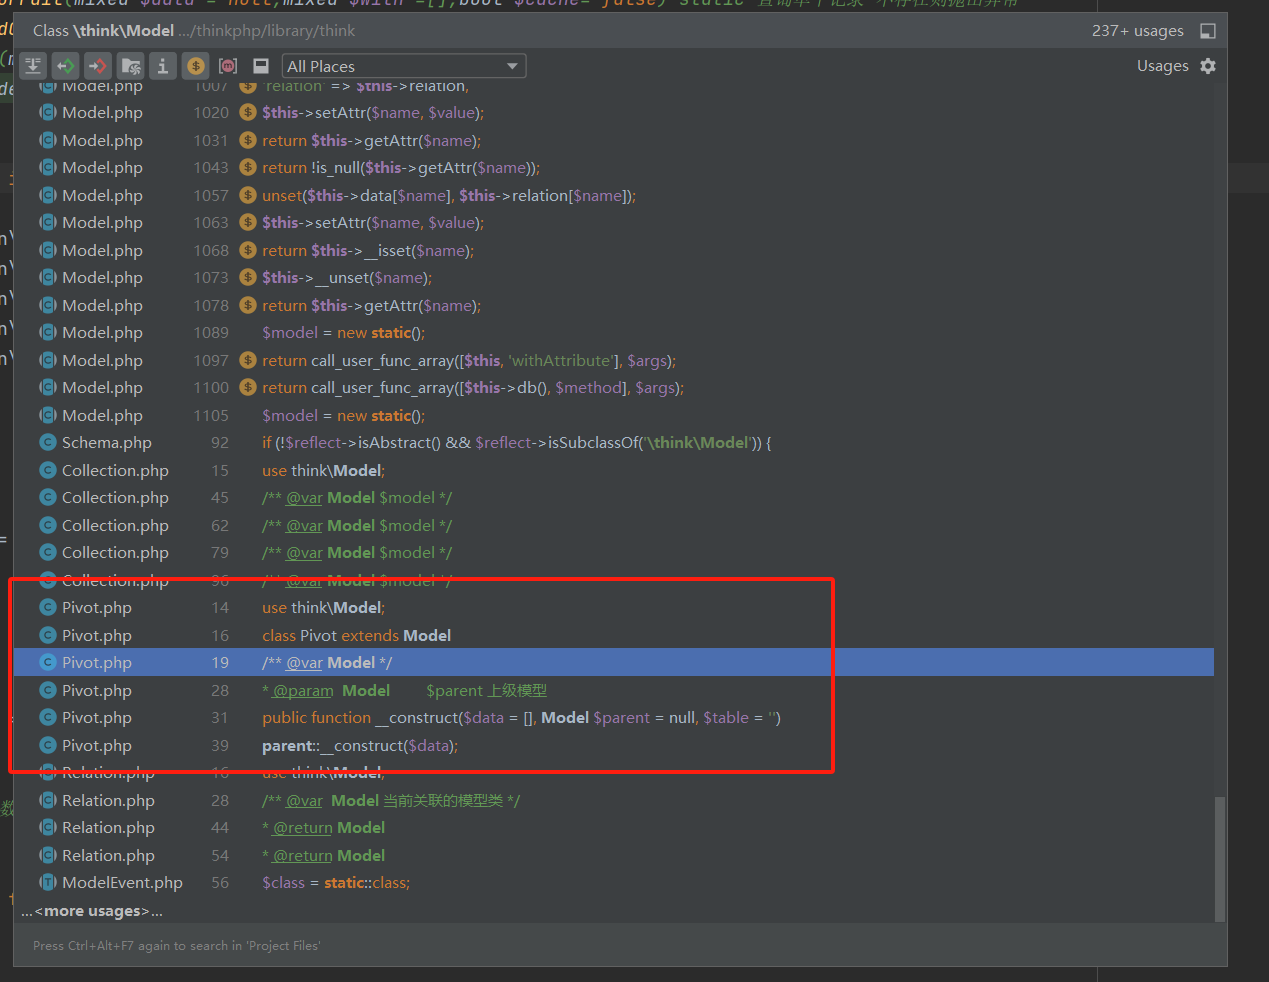 Class \think\Model .../thinkphp/library/think 237+ usages
All Places Usages
Model.php 1007 'relation' => $this->relation,
Model.php 1020 $this->setAttr($name, $value);
Model.php 1031 return $this->getAttr($name);
Model.php 1043 return !is_null($this->getAttr($name));
Model.php 1057 unset($this->data[$name], $this->relation[$name]);
Model.php 1063 $this->setAttr($name, $value);
Model.php 1068 return $this->__isset($name);
Model.php 1073 $this->__unset($name);
Model.php 1078 return $this->getAttr($name);
Model.php 1089 $model = new static();
Model.php 1097 return call_user_func_array([$this, 'withAttribute'], $args);
Model.php 1100 return call_user_func_array([$this->db(), $method], $args);
Model.php 1105 $model = new static();
Schema.php 92 if (!$reflect->isAbstract() && $reflect->isSubclassOf('\think\Model')) {
Collection.php 15 use think\Model;
Collection.php 45 /** @var Model $model */
Collection.php 62 /** @var Model $model */
Collection.php 79 /** @var Model $model */
Collection.php 96 /** @var Model $model */
Pivot.php 14 use think\Model;
Pivot.php 16 class Pivot extends Model
Pivot.php 19 /** @var Model */
Pivot.php 28 * @param Model $parent 上级模型
Pivot.php 31 public function __construct($data = [], Model $parent = null, $table = '')
Pivot.php 39 parent::__construct($data);
Relation.php 16 use think\Model;
Relation.php 28 /** @var Model 当前关联的模型类 */
Relation.php 44 * @return Model
Relation.php 54 * @return Model
ModelEvent.php 56 $class = static::class;
...<more usages>...
Press Ctrl+Alt+F7 again to search in 'Project Files'